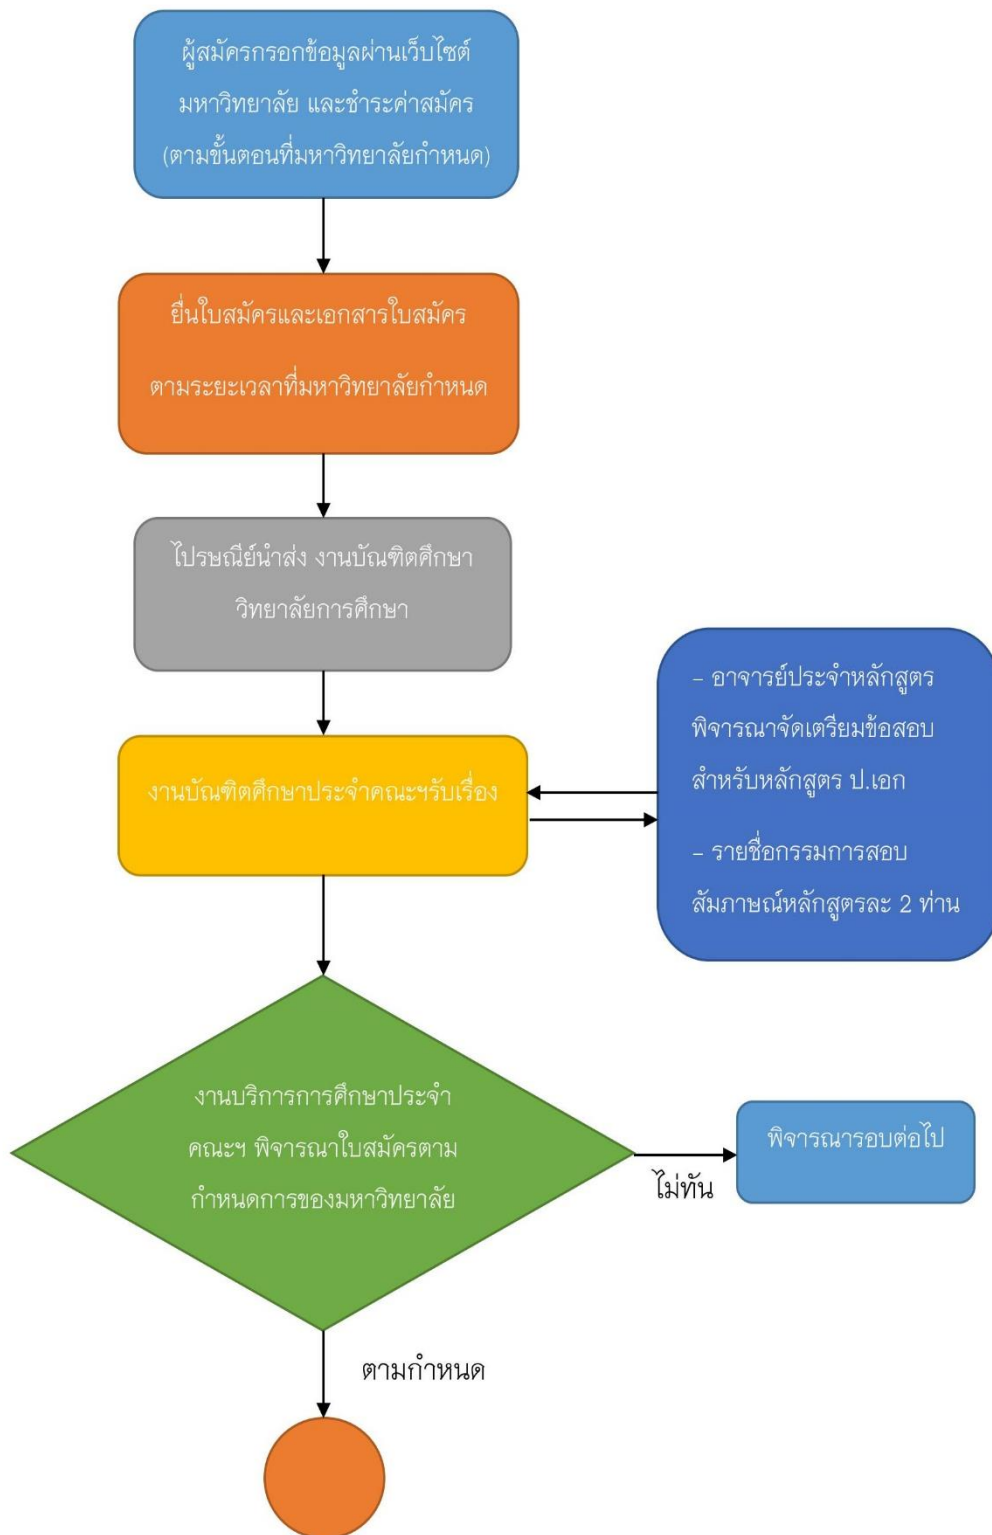 ผู้สมัครกรอกข้อมูลผ่านเว็บไซต์
มหาวิทยาลัย และชำระค่าสมัคร
(ตามขั้นตอนที่มหาวิทยาลัยกำหนด)
ยื่นใบสมัครและเอกสารใบสมัคร
ตามระยะเวลาที่มหาวิทยาลัยกำหนด
ไปรษณีย์นำส่ง งานบัณฑิตศึกษา
วิทยาลัยการศึกษา
งานบัณฑิตศึกษาประจำคณะฯรับเรื่อง
- อาจารย์ประจำหลักสูตร
พิจารณาจัดเตรียมข้อสอบ
สำหรับหลักสูตร ป.เอก
- รายชื่อกรรมการสอบ
สัมภาษณ์หลักสูตรละ 2 ท่าน
งานบริการการศึกษาประจำ
คณะฯ พิจารณาใบสมัครตาม
กำหนดการของมหาวิทยาลัย
ไม่ทัน
พิจารณารอบต่อไป
ตามกำหนด